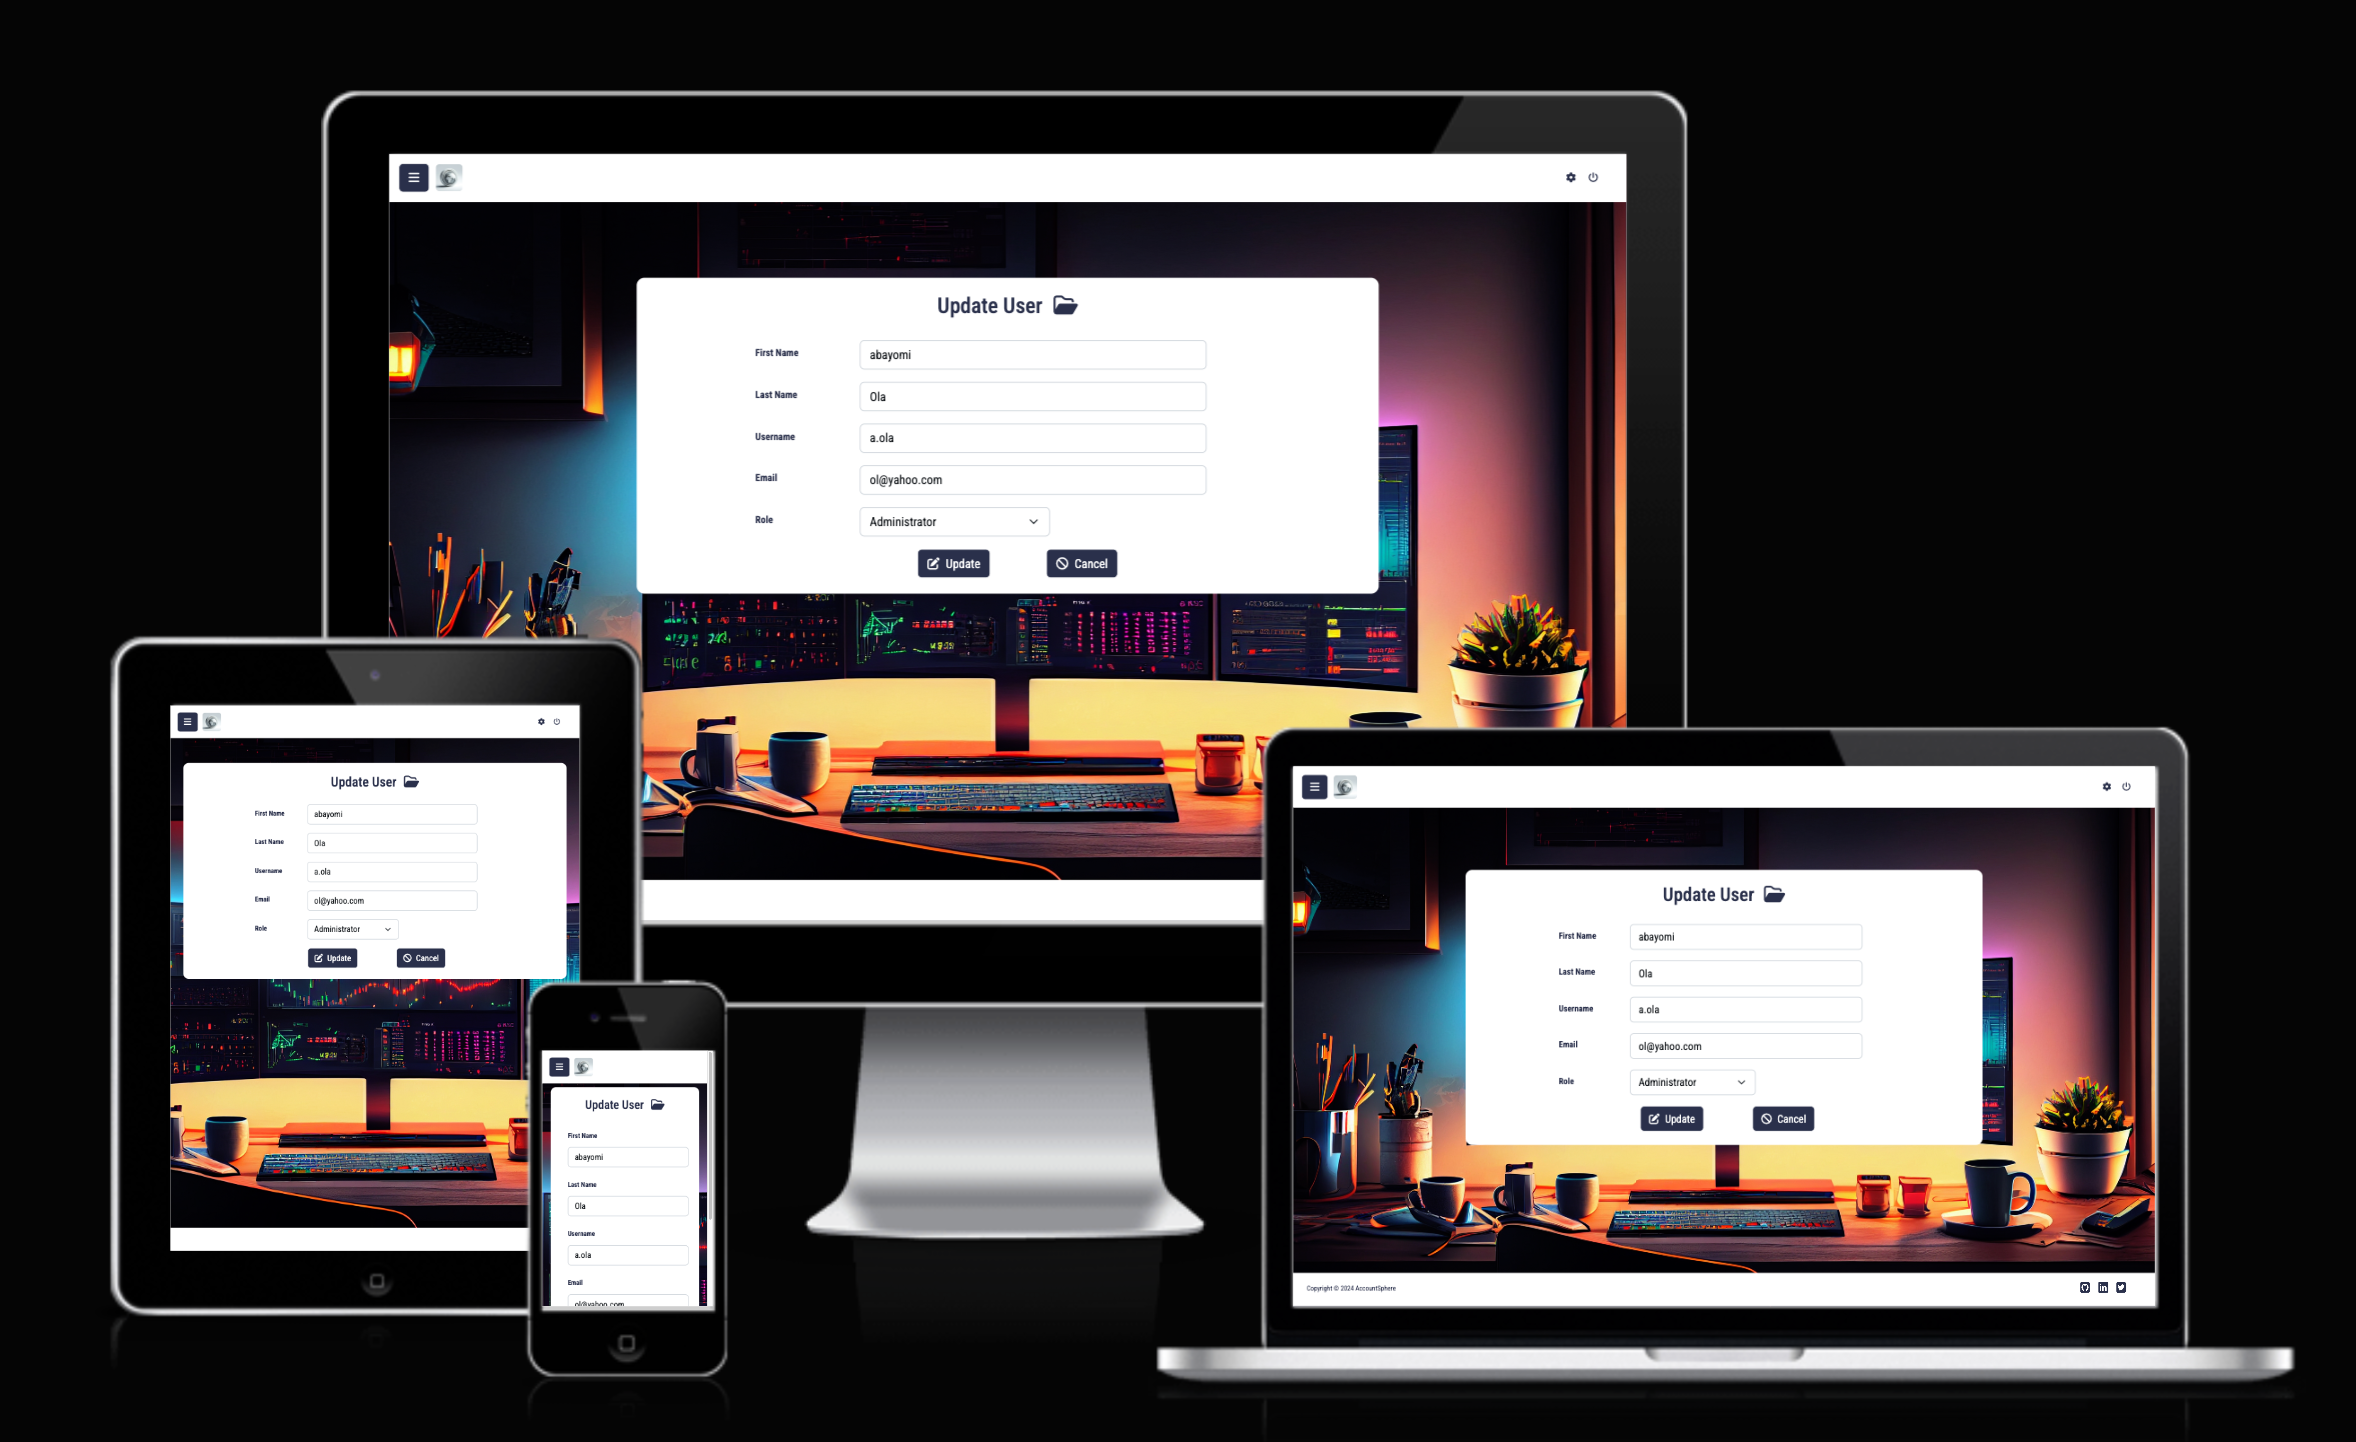 Update User
First Name
abayomi
Last Name
Ola
Username
a.ola
Email
ol@yahoo.com
Role
Administrator
Update
Cancel
Update User
First Name
abayomi
Last Name
Ola
Username
a.ola
Email
ol@yahoo.com
Role
Administrator
Update
Cancel
Update User
First Name
abayomi
Last Name
Ola
Username
a.ola
Email
ol@yahoo.com
Update User
First Name
abayomi
Last Name
Ola
Username
a.ola
Email
ol@yahoo.com
Role
Administrator
Update
Cancel
Copyright © 2024 AccountSphere